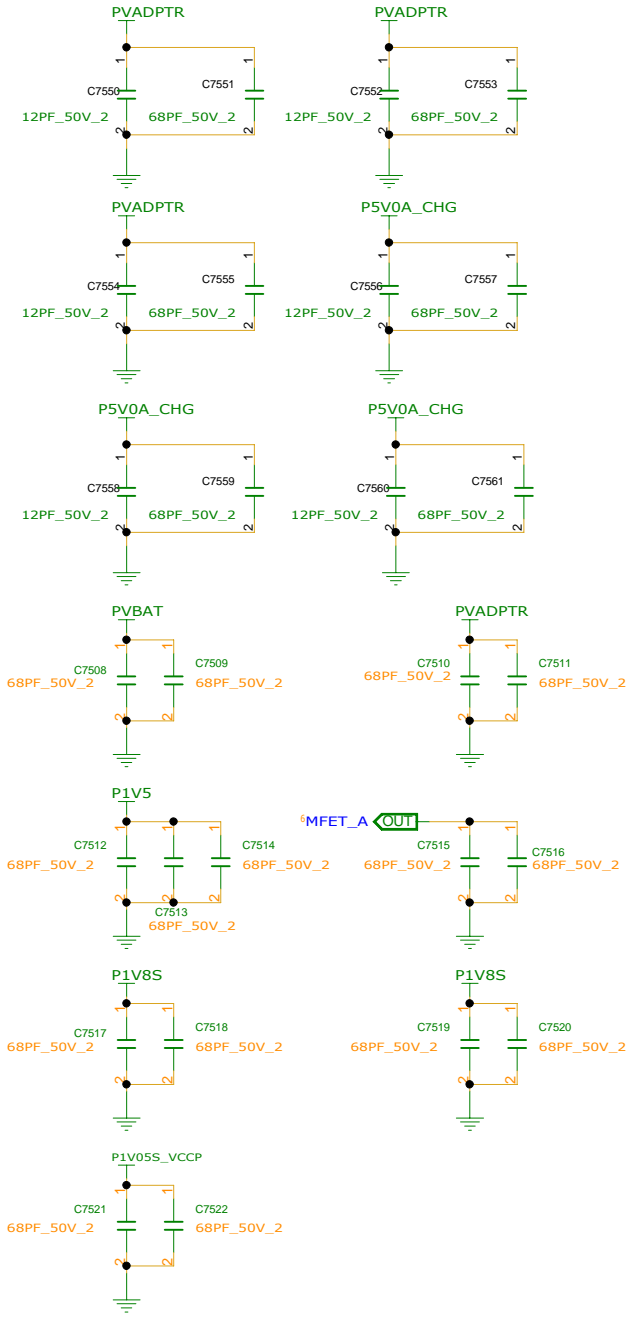 PVADPTR
PVADPTR
1
1
1
1
C7550
C7551
C7552
C7553
12PF_50V_2
68PF_50V_2
12PF_50V_2
68PF_50V_2
2
2
2
2
PVADPTR
P5V0A_CHG
1
1
1
1
C7554
C7555
C7556
C7557
12PF_50V_2
68PF_50V_2
12PF_50V_2
68PF_50V_2
2
2
2
2
P5V0A_CHG
P5V0A_CHG
1
1
1
1
C7558
C7559
C7560
C7561
12PF_50V_2
68PF_50V_2
12PF_50V_2
68PF_50V_2
2
2
2
2
PVBAT
PVADPTR
1
1
1
1
C7508
C7509
C7510
C7511
68PF_50V_2
68PF_50V_2
68PF_50V_2
68PF_50V_2
2
2
2
2
P1V5
6 MFET_A OUT
1
1
1
1
1
C7512
C7514
C7515
C7516
68PF_50V_2
68PF_50V_2
68PF_50V_2
68PF_50V_2
2
2
2
2
2
C7513
68PF_50V_2
P1V8S
P1V8S
1
1
1
1
C7517
C7518
C7519
C7520
68PF_50V_2
68PF_50V_2
68PF_50V_2
68PF_50V_2
2
2
2
2
P1V05S_VCCP
1
1
C7521
C7522
68PF_50V_2
68PF_50V_2
2
2